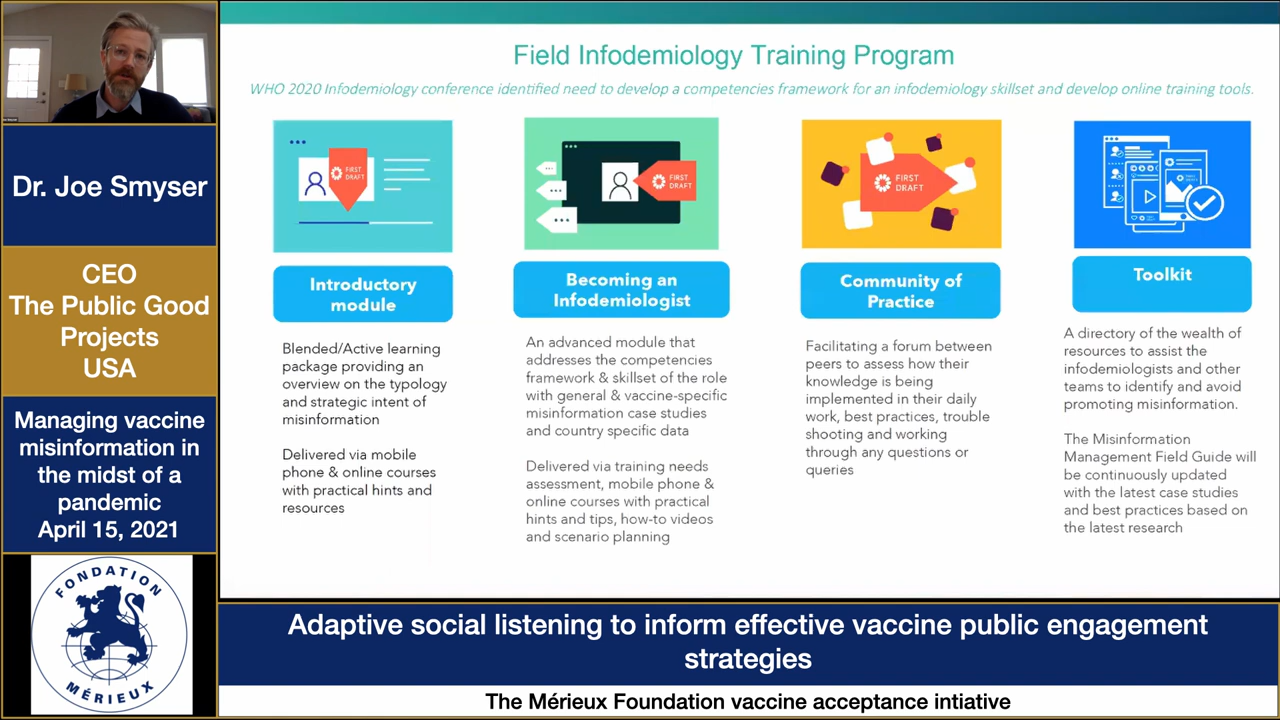 Dr. Joe Smyser
CEO
The Public Good
Projects
USA
Managing vaccine
misinformation in
the midst of a
pandemic
April 15, 2021
FONDATION
MÉRIEUX
Field Infodemiology Training Program
WHO 2020 Infodemiology conference identified need to develop a competencies framework for an infodemiology skillset and develop online training tools.
FIRST
DRAFT
Introductory
module
Blended/Active learning
package providing an
overview on the typology
and strategic intent of
misinformation
Delivered via mobile
phone & online courses
with practical hints and
resources
FIRST
DRAFT
Becoming an
Infodemiologist
An advanced module that
addresses the competencies
framework & skillset of the role
with general & vaccine-specific
misinformation case studies
and country specific data
Delivered via training needs
assessment, mobile phone &
online courses with practical
hints and tips, how-to videos
and scenario planning
FIRST
DRAFT
Community of
Practice
Facilitating a forum between
peers to assess how their
knowledge is being
implemented in their daily
work, best practices, trouble
shooting and working
through any questions or
queries
Toolkit
A directory of the wealth of
resources to assist the
infodemiologists and other
teams to identify and avoid
promoting misinformation.
The Misinformation
Management Field Guide will
be continuously updated
with the latest case studies
and best practices based on
the latest research
Adaptive social listening to inform effective vaccine public engagement
strategies
The Mérieux Foundation vaccine acceptance intiative